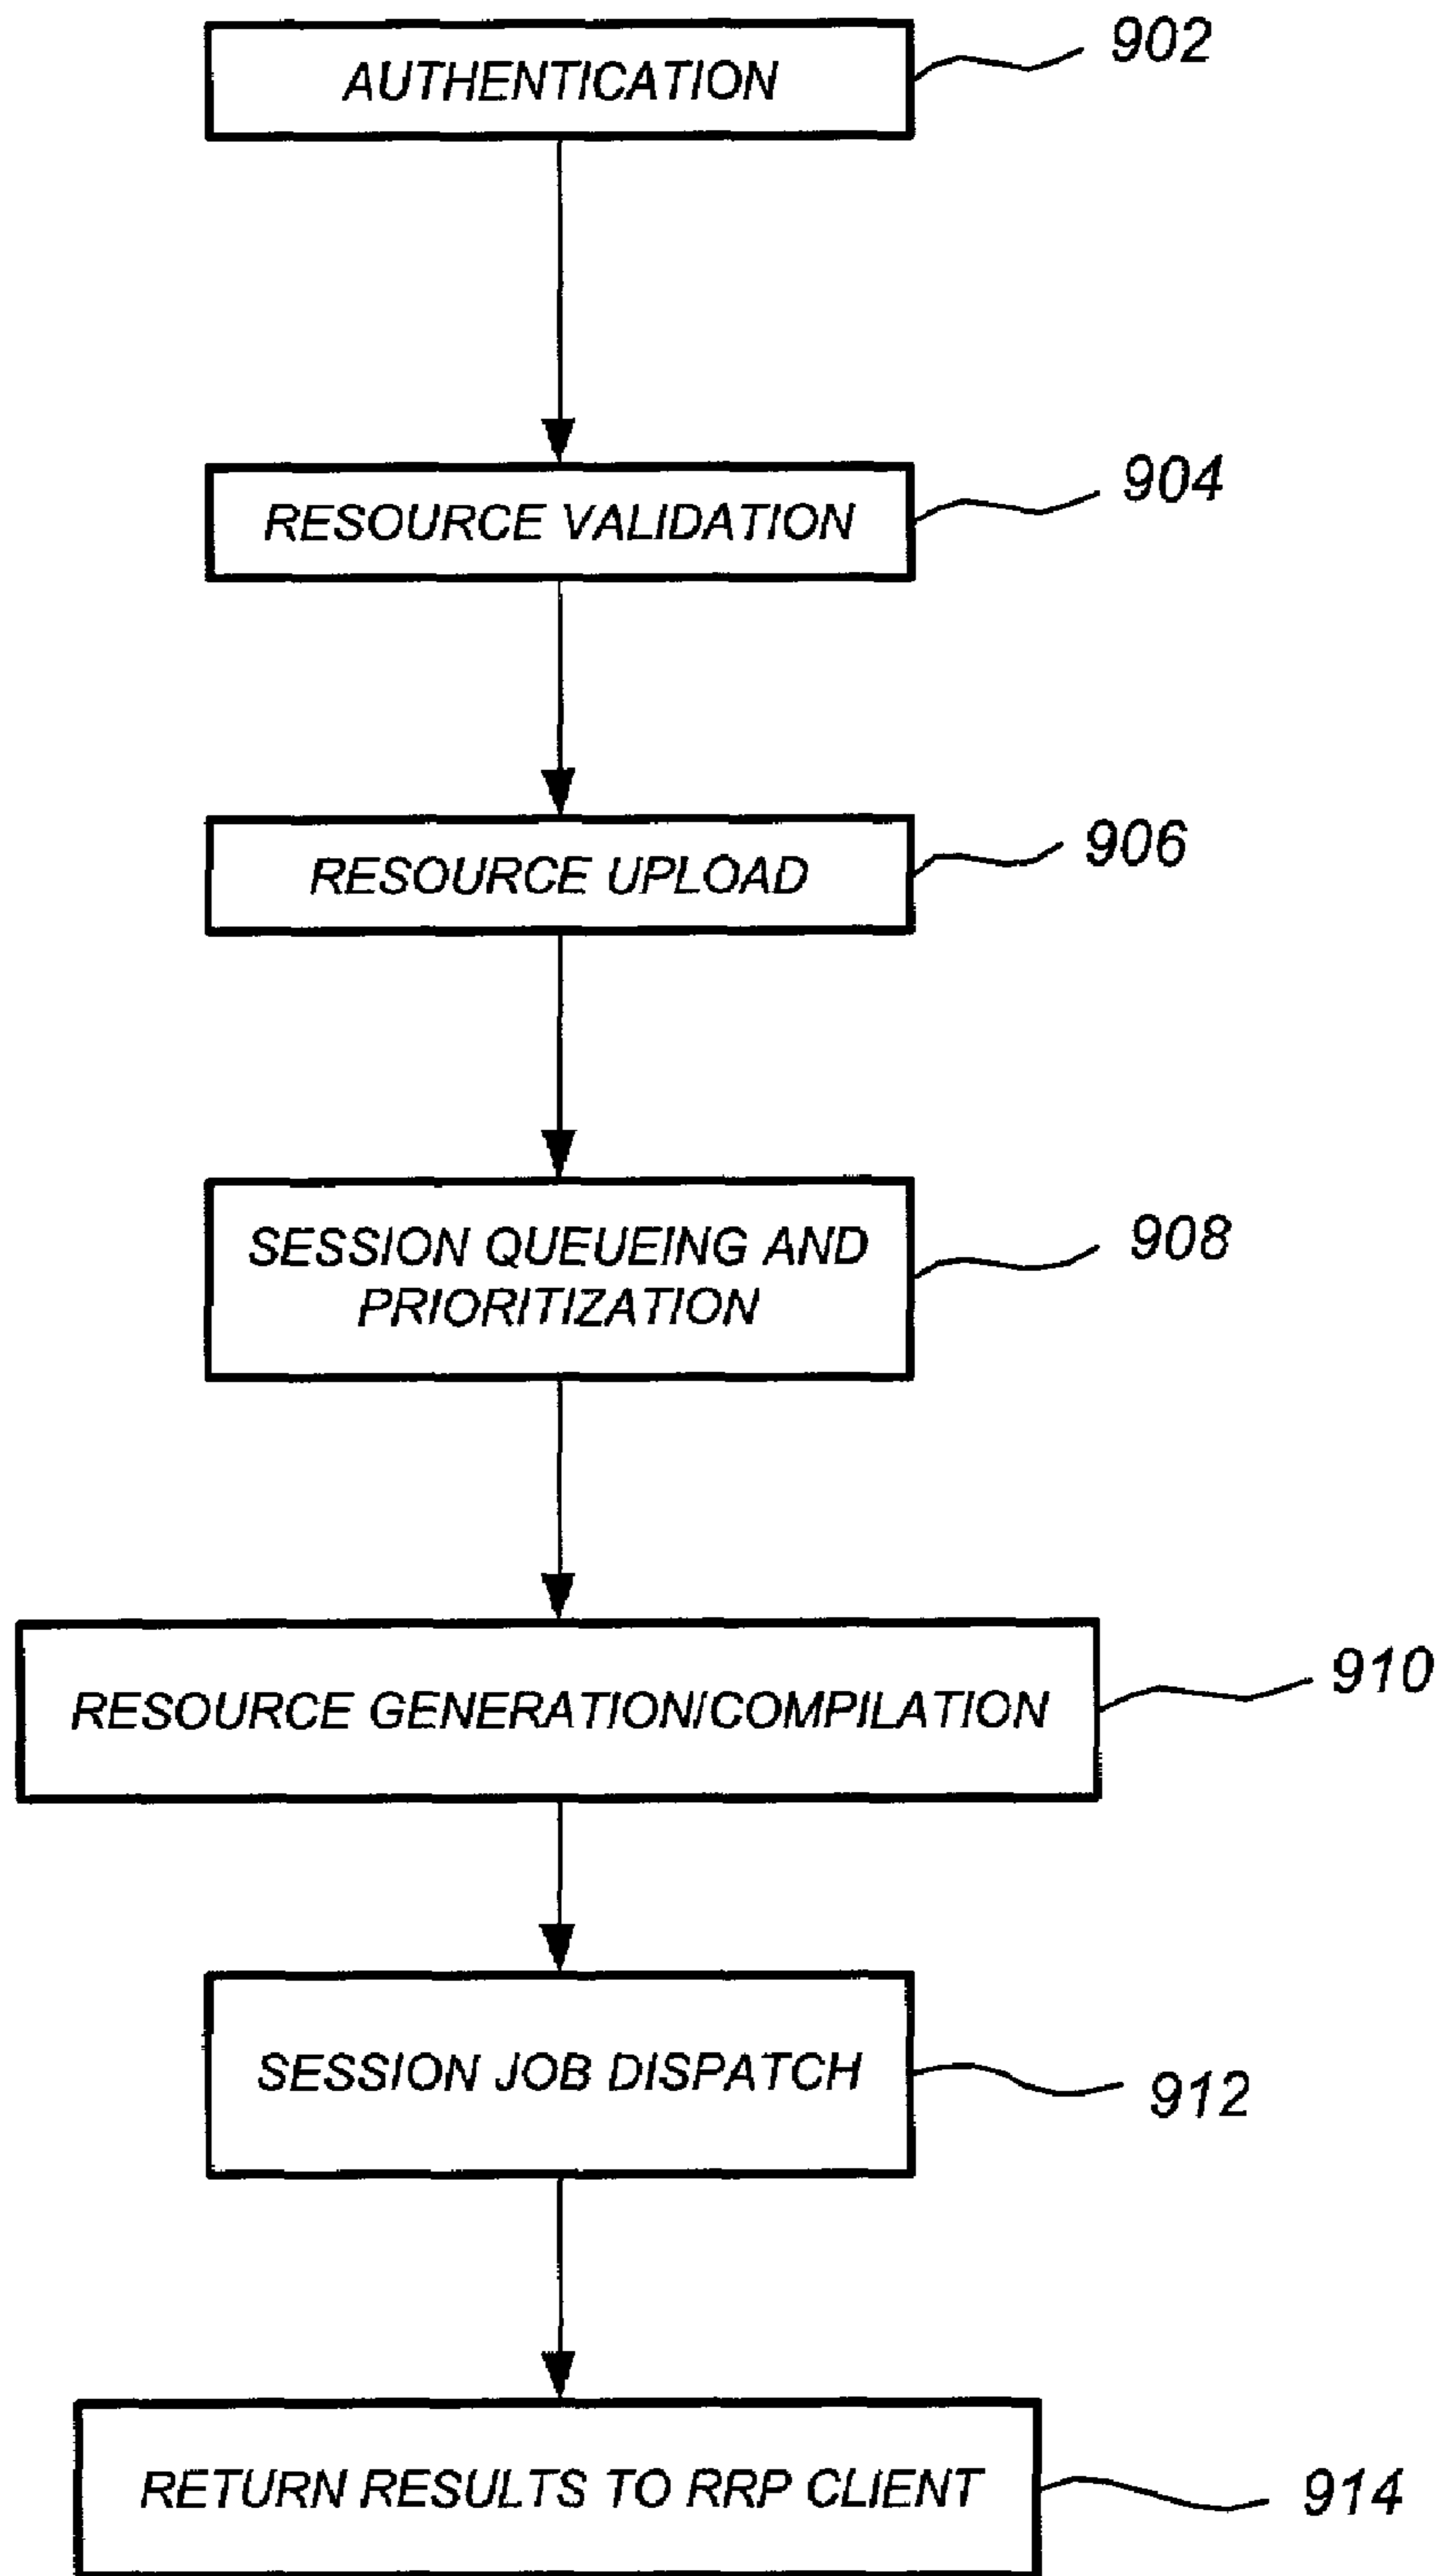 AUTHENTICATION
902
RESOURCE VALIDATION
904
RESOURCE UPLOAD
906
SESSION QUEUEING AND
PRIORITIZATION
908
RESOURCE GENERATION/COMPILATION
910
SESSION JOB DISPATCH
912
RETURN RESULTS TO RRP CLIENT
914